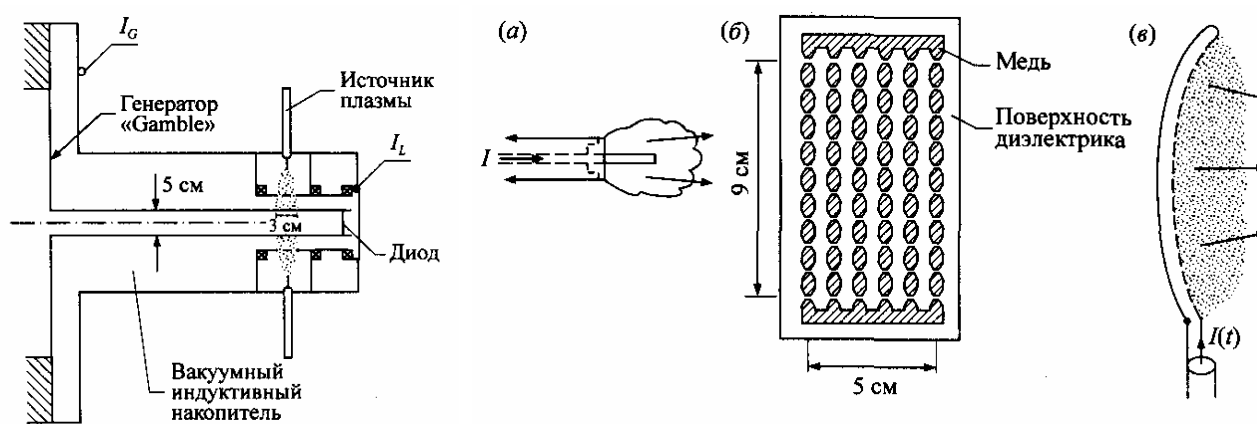 I_G
Генератор
«Gamble»
Источник
плазмы
I_L
5 см
3 см
Диод
Вакуумный
индуктивный
накопитель
(а)
I
(б)
9 см
5 см
Медь
Поверхность
диэлектрика
(в)
I(t)